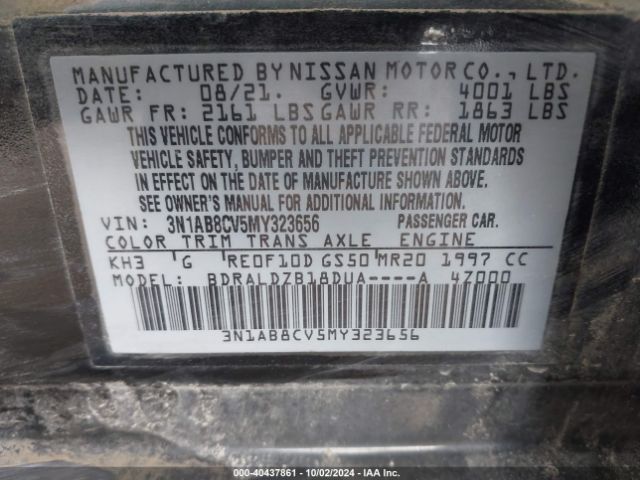 MANUFACTURED BY NISSAN MOTOR CO., LTD.
DATE: 08/21. GVWR: 4001 LBS
GAWR FR: 2161 LBS GAWR RR: 1863 LBS
THIS VEHICLE CONFORMS TO ALL APPLICABLE FEDERAL MOTOR
VEHICLE SAFETY, BUMPER AND THEFT PREVENTION STANDARDS
IN EFFECT ON THE DATE OF MANUFACTURE SHOWN ABOVE.
SEE OWNER'S MANUAL FOR ADDITIONAL INFORMATION.
VIN: 3N1AB8CV5MY323656 PASSENGER CAR.
COLOR TRIM TRANS AXLE ENGINE
KH3 G RE0F10D GS50 MR20 1997 CC
MODEL: BDRALDZB18DUA----A 4Z000
3N1AB8CV5MY323656
000-40437861 - 10/02/2024 - IAA Inc.